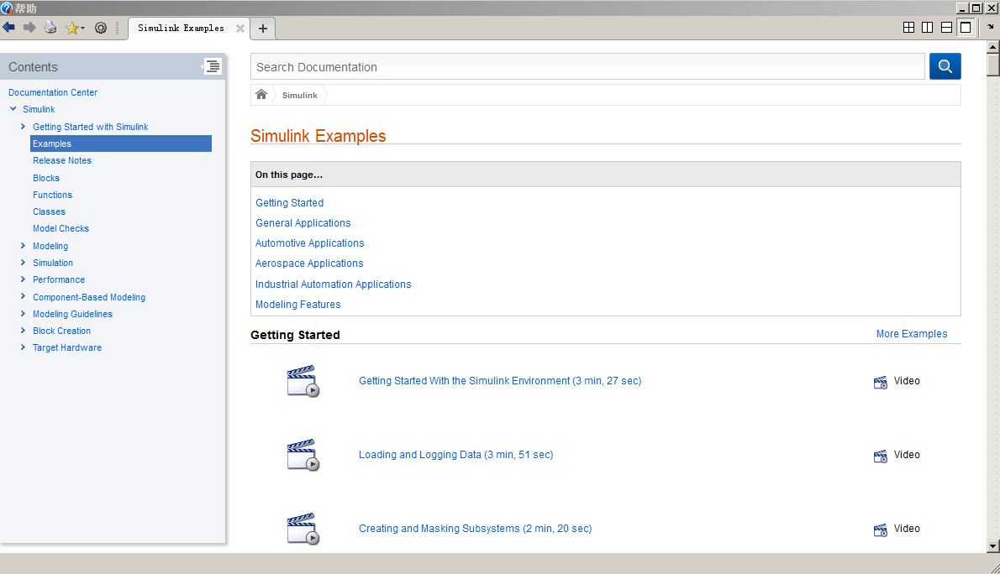 帮助
Simulink Examples
Contents
Documentation Center
Simulink
Getting Started with Simulink
Examples
Release Notes
Blocks
Functions
Classes
Model Checks
Modeling
Simulation
Performance
Component-Based Modeling
Modeling Guidelines
Block Creation
Target Hardware
Search Documentation
Simulink
Simulink Examples
On this page...
Getting Started
General Applications
Automotive Applications
Aerospace Applications
Industrial Automation Applications
Modeling Features
Getting Started More Examples
Getting Started With the Simulink Environment (3 min, 27 sec) Video
Loading and Logging Data (3 min, 51 sec) Video
Creating and Masking Subsystems (2 min, 20 sec) Video